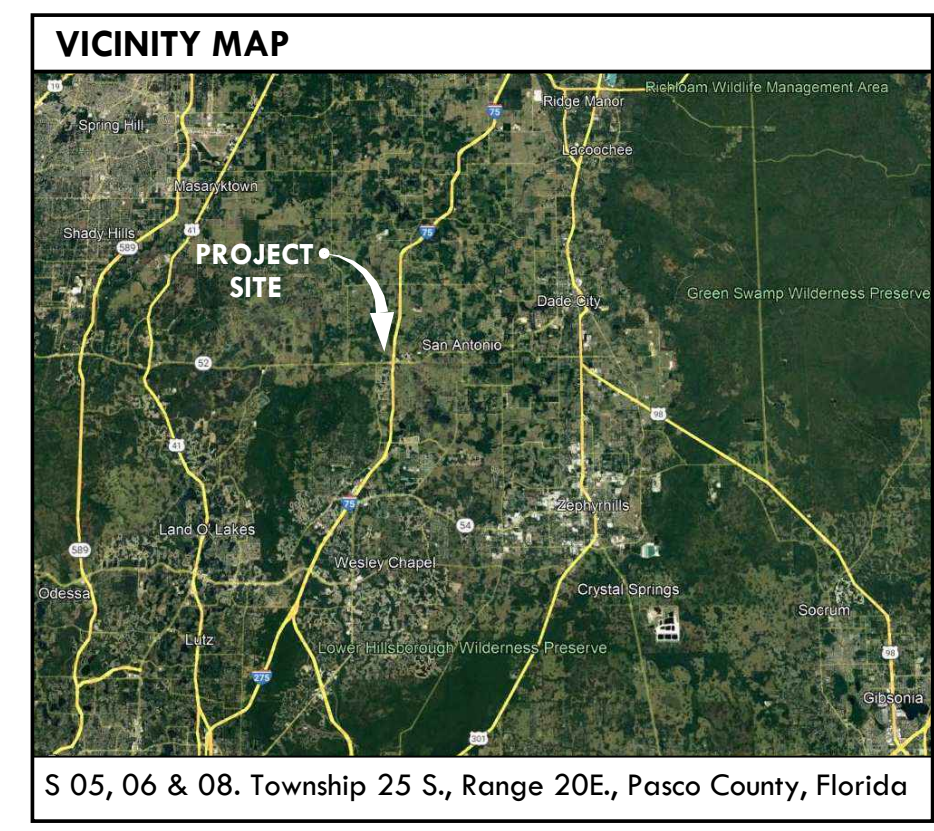 VICINITY MAP
19
75
Ridge Manor
Richloam Wildlife Management Area
Spring Hill
Lacoochee
Masaryktown
Shady Hills
41
75
589
PROJECT
SITE
Dade City
Green Swamp Wilderness Preserve
San Antonio
52
98
41
75
Zephyrhills
54
Land O' Lakes
589
Wesley Chapel
Odessa
Crystal Springs
Socrum
Lutz
Lower Hillsborough Wilderness Preserve
98
275
Gibsonia
301
S 05, 06 & 08. Township 25 S., Range 20E., Pasco County, Florida